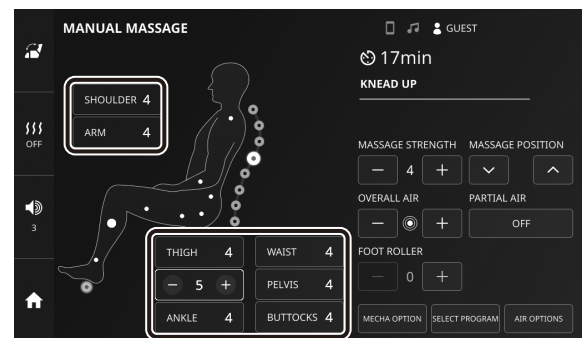 MANUAL MASSAGE
GUEST
17min
KNEAD UP
OFF
3
SHOULDER 4
ARM 4
THIGH 4
WAIST 4
− 5 +
PELVIS 4
ANKLE 4
BUTTOCKS 4
MASSAGE STRENGTH
MASSAGE POSITION
− 4 +
OVERALL AIR
PARTIAL AIR
− +
OFF
FOOT ROLLER
− 0 +
MECHA OPTION
SELECT PROGRAM
AIR OPTIONS